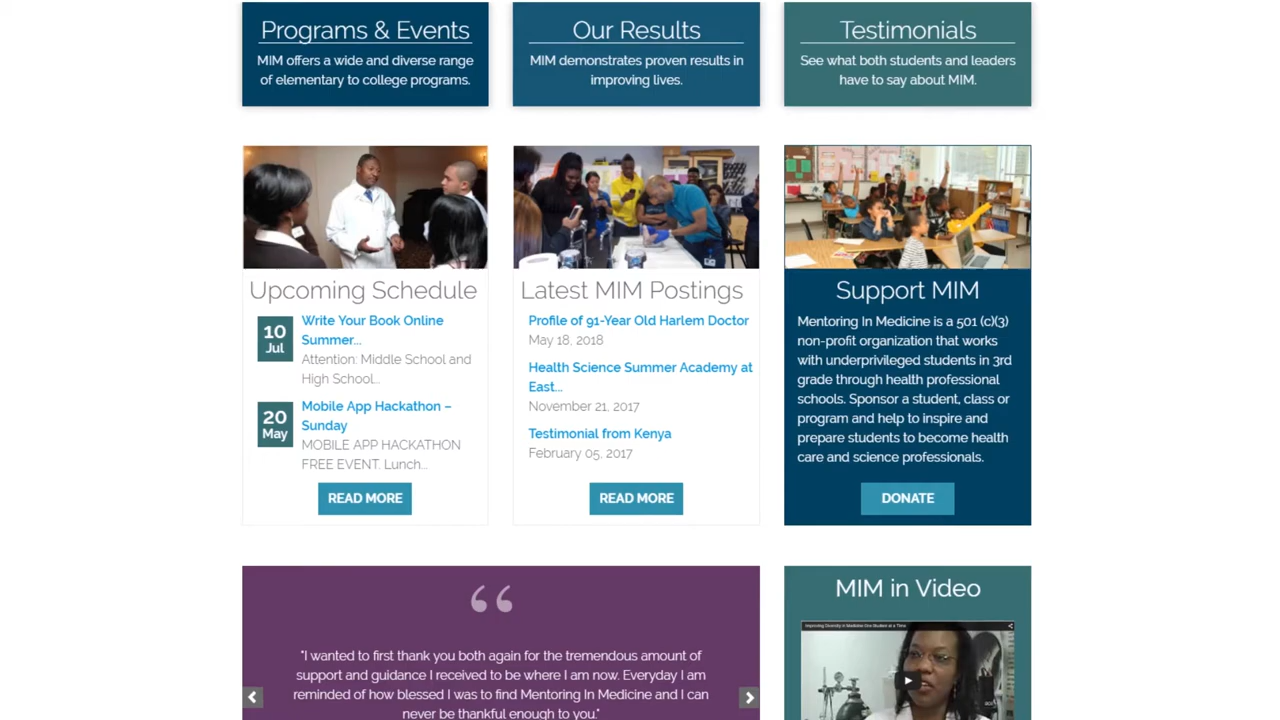 Programs & Events
MIM offers a wide and diverse range
of elementary to college programs.
Our Results
MIM demonstrates proven results in
improving lives.
Testimonials
See what both students and leaders
have to say about MIM.
Upcoming Schedule
10
Jul
Write Your Book Online
Summer...
Attention: Middle School and
High School...
20
May
Mobile App Hackathon –
Sunday
MOBILE APP HACKATHON
FREE EVENT. Lunch...
READ MORE
Latest MIM Postings
Profile of 91-Year Old Harlem Doctor
May 18, 2018
Health Science Summer Academy at
East...
November 21, 2017
Testimonial from Kenya
February 05, 2017
READ MORE
Support MIM
Mentoring In Medicine is a 501 (c)(3)
non-profit organization that works
with underprivileged students in 3rd
grade through health professional
schools. Sponsor a student, class or
program and help to inspire and
prepare students to become health
care and science professionals.
DONATE
"I wanted to first thank you both again for the tremendous amount of
support and guidance I received to be where I am now. Everyday I am
reminded of how blessed I was to find Mentoring In Medicine and I can
never be thankful enough to you."
MIM in Video
Improving Diversity in Medicine One Student at a Time